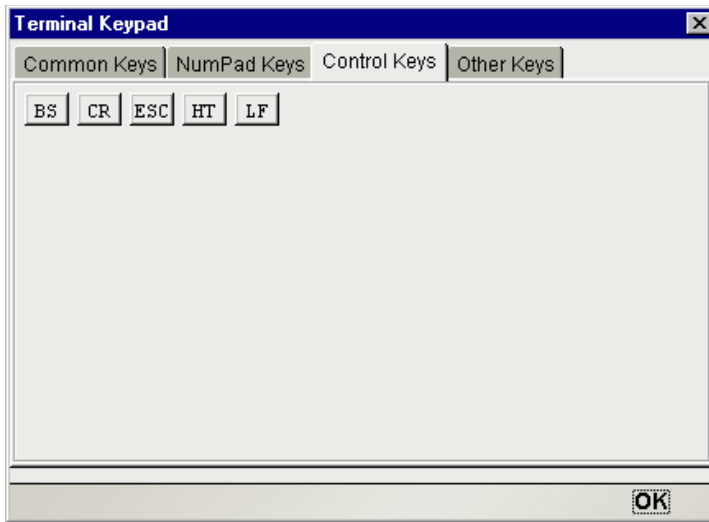 Terminal Keypad
Common Keys NumPad Keys Control Keys Other Keys
BS CR ESC HT LF
OK